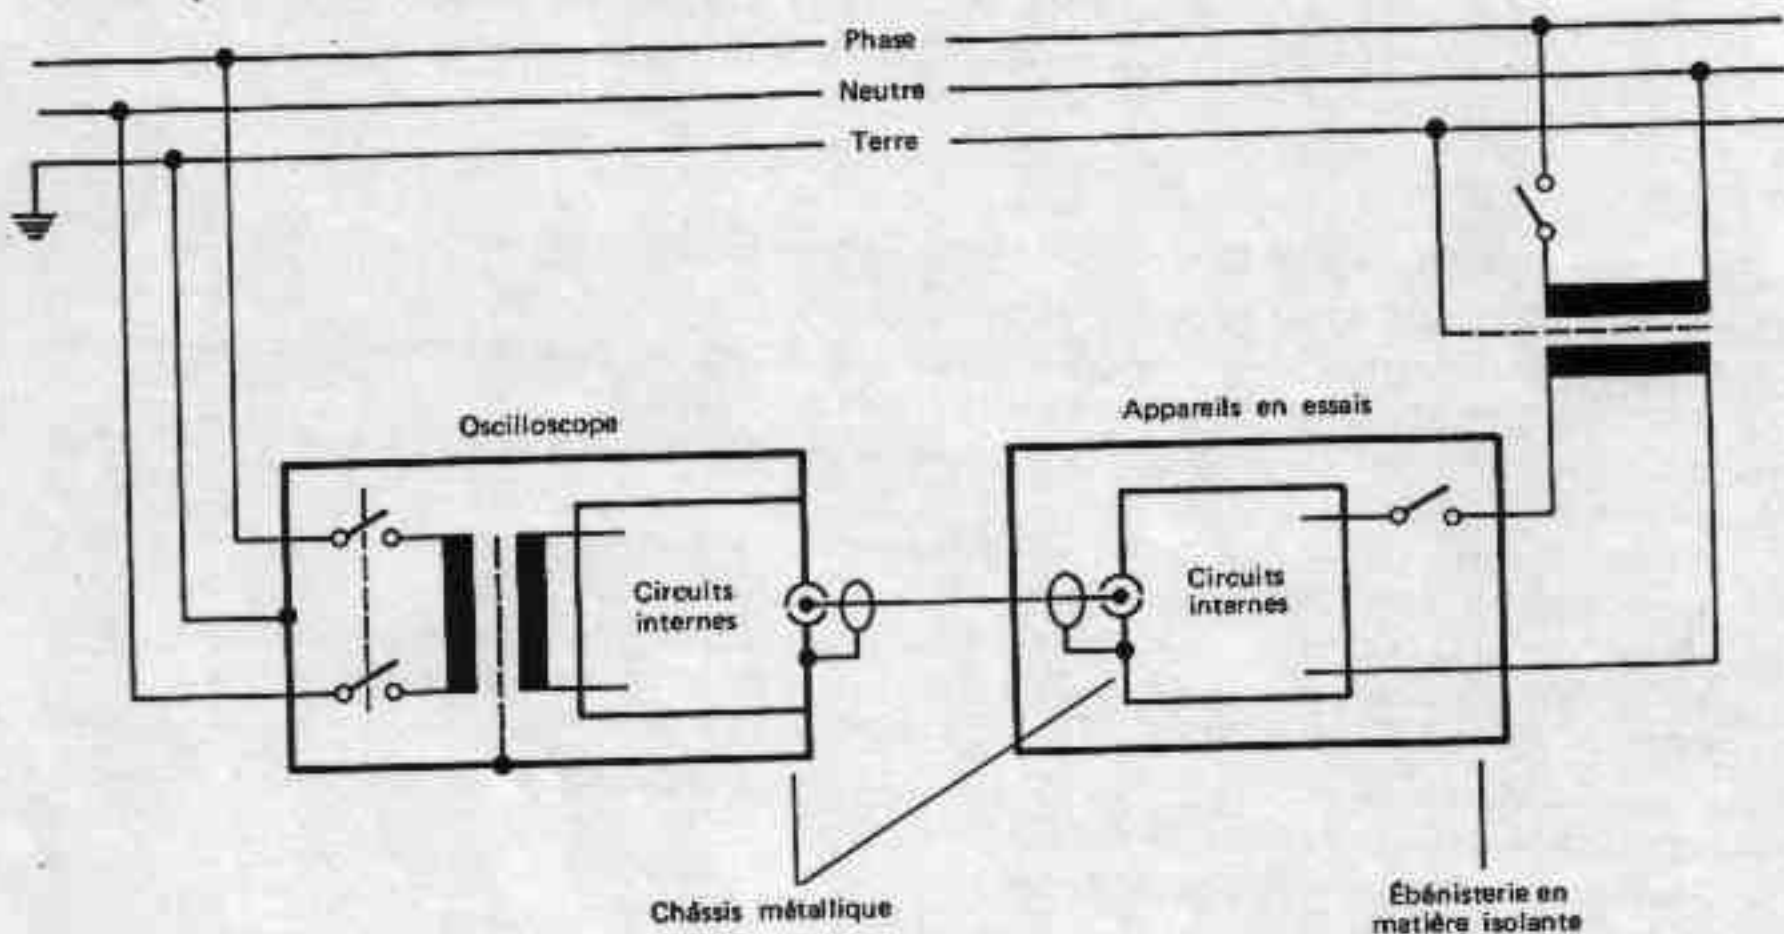 Phase
Neutre
Terre
Oscilloscope
Appareils en essais
Circuits
internes
Circuits
internes
Châssis métallique
Ébénisterie en
matière isolante